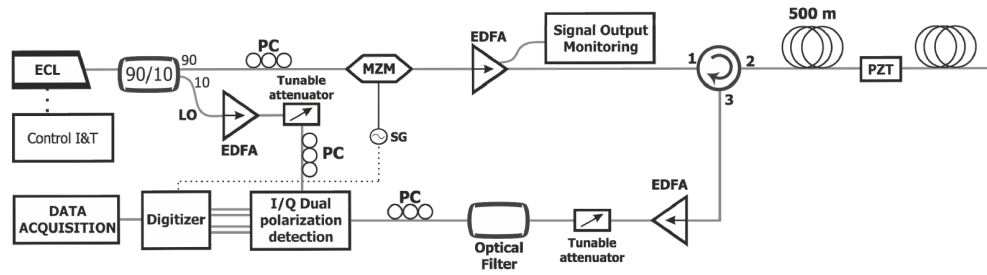 ECL
Control I&T
90/10
90
10
LO
EDFA
PC
Tunable
attenuator
PC
MZM
SG
EDFA
Signal Output
Monitoring
1
2
3
500 m
PZT
DATA
ACQUISITION
Digitizer
I/Q Dual
polarization
detection
PC
Optical
Filter
Tunable
attenuator
EDFA